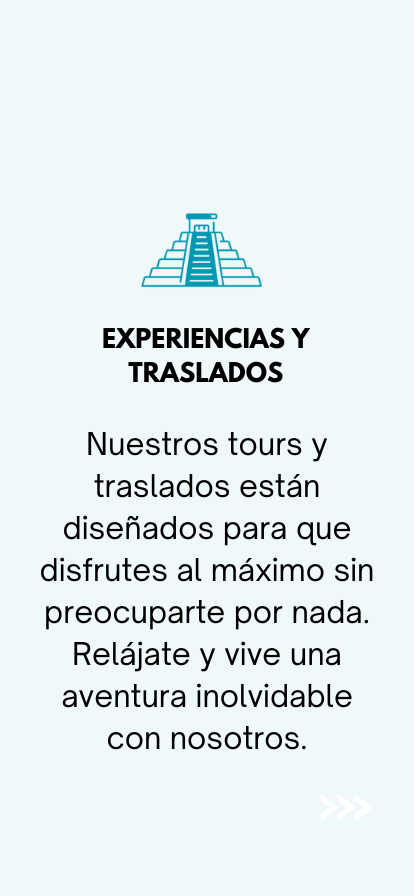 EXPERIENCIAS Y
TRASLADOS
Nuestros tours y
traslados están
diseñados para que
disfrutes al máximo sin
preocuparte por nada.
Relájate y vive una
aventura inolvidable
con nosotros.